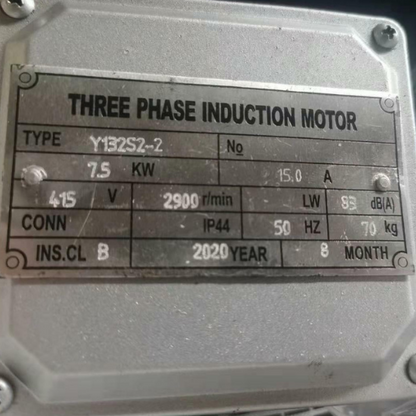 THREE PHASE INDUCTION MOTOR
TYPE Y132S2-2 No
7.5 KW 15.0 A
415 V 2900 r/min LW 83 dB(A)
CONN IP44 50 HZ 70 kg
INS.CL B 2020 YEAR 8 MONTH